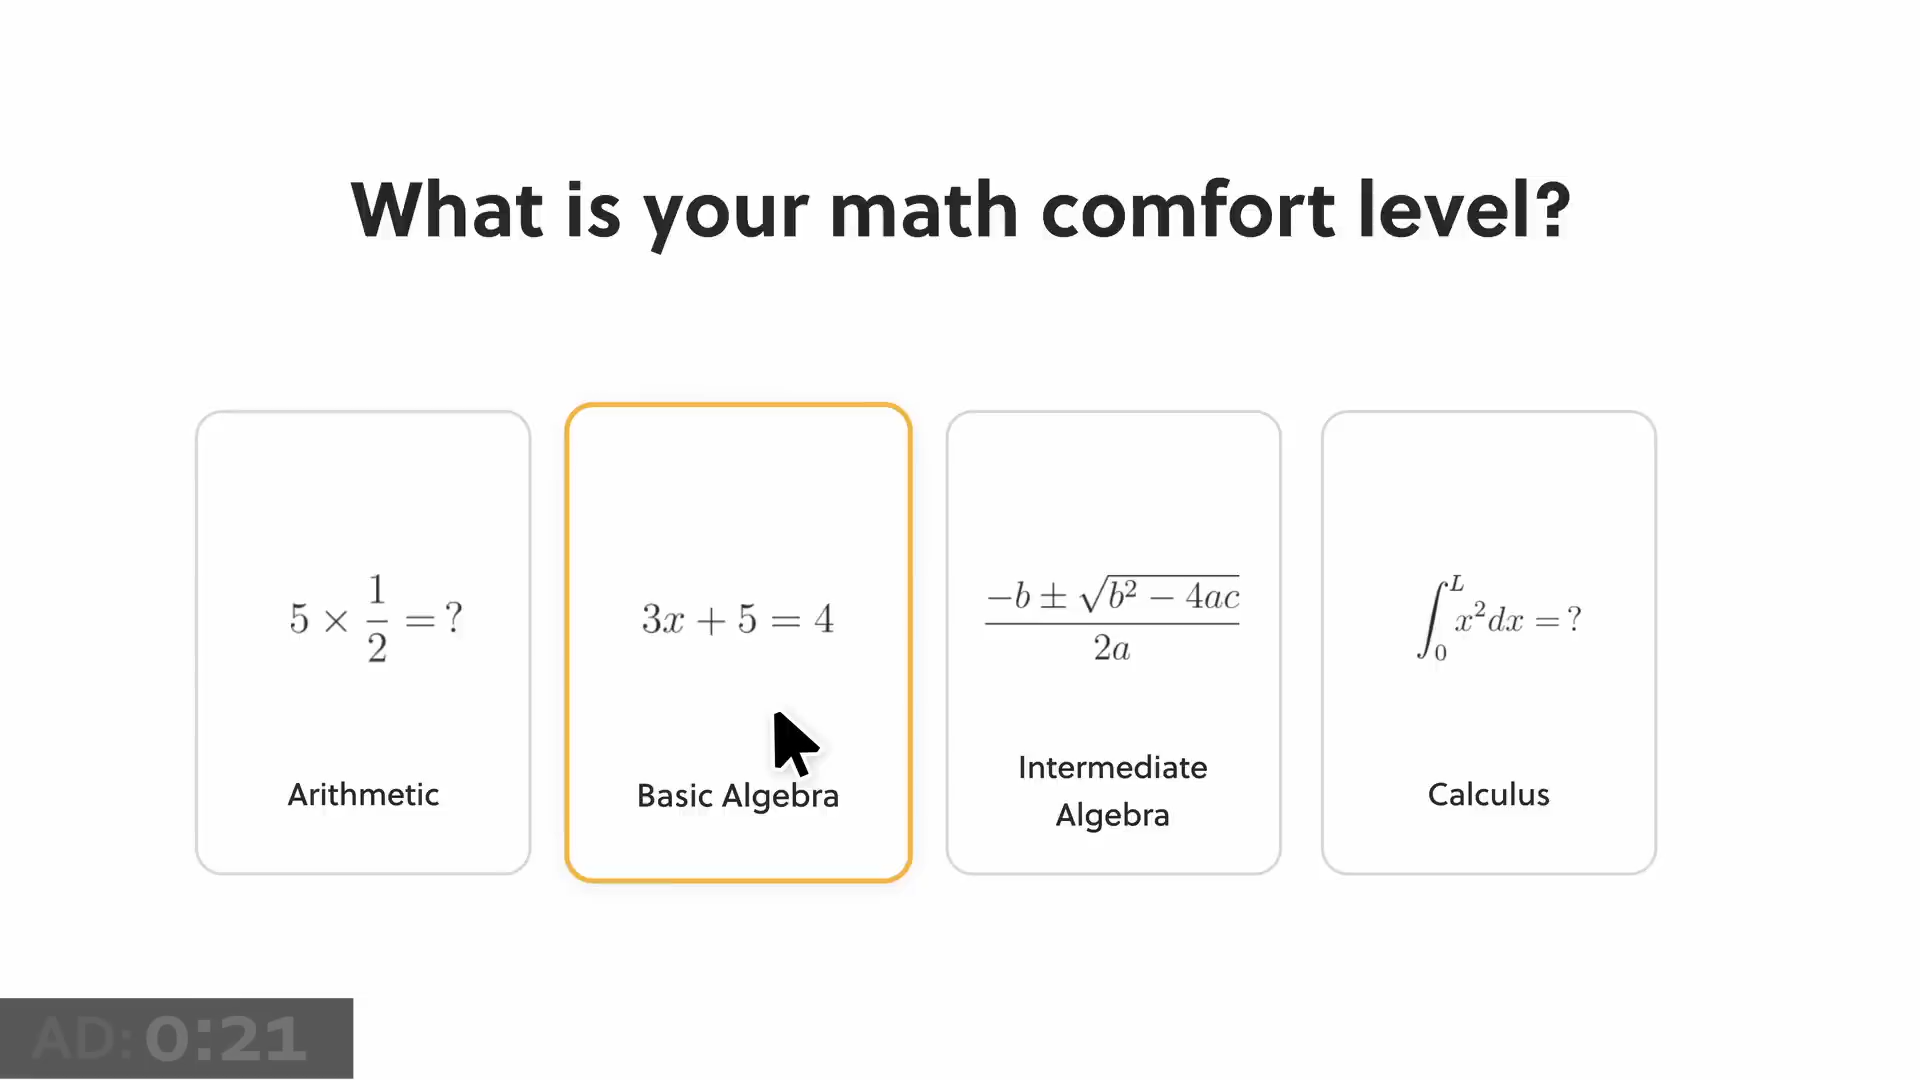 What is your math comfort level?
5 × 1/2 = ?
3x + 5 = 4
(-b ± √(b² − 4ac))/2a
∫₀ᴸ x²dx = ?
Arithmetic
Basic Algebra
Intermediate
Algebra
Calculus
AD: 0:21